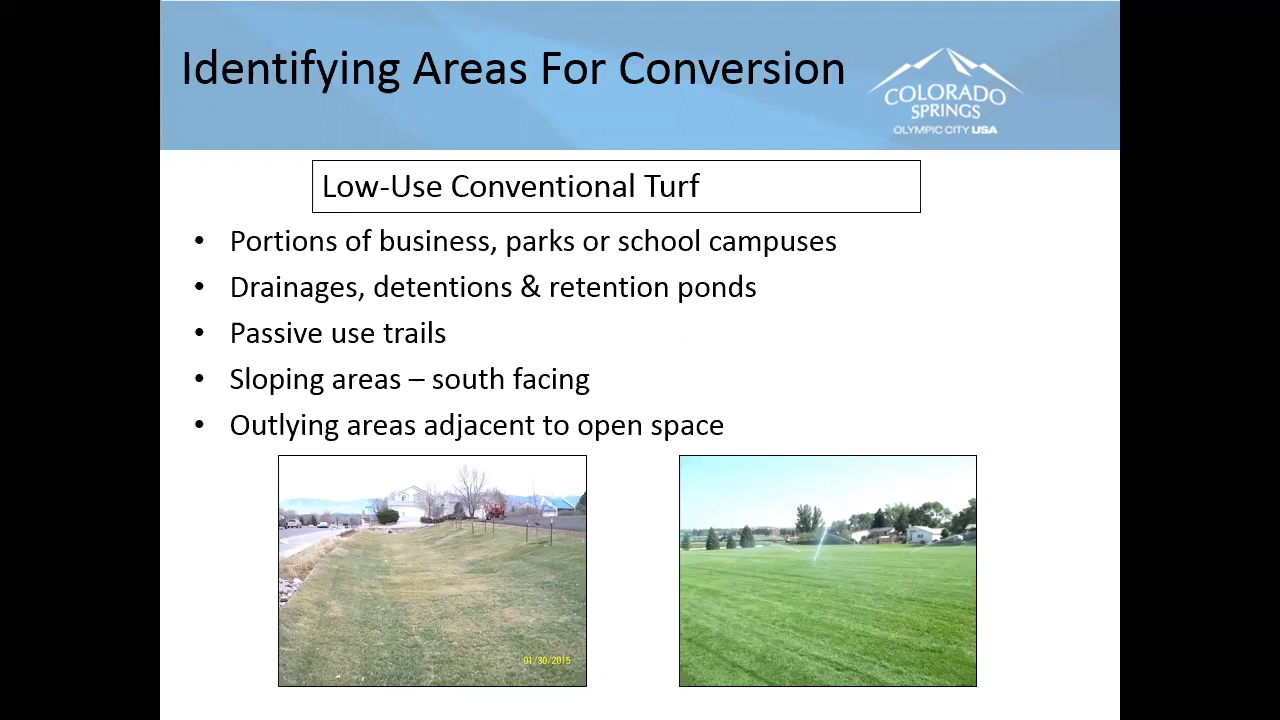 Identifying Areas For Conversion
COLORADO
SPRINGS
OLYMPIC CITY USA
Low-Use Conventional Turf
• Portions of business, parks or school campuses
• Drainages, detentions & retention ponds
• Passive use trails
• Sloping areas – south facing
• Outlying areas adjacent to open space
01/30/2015